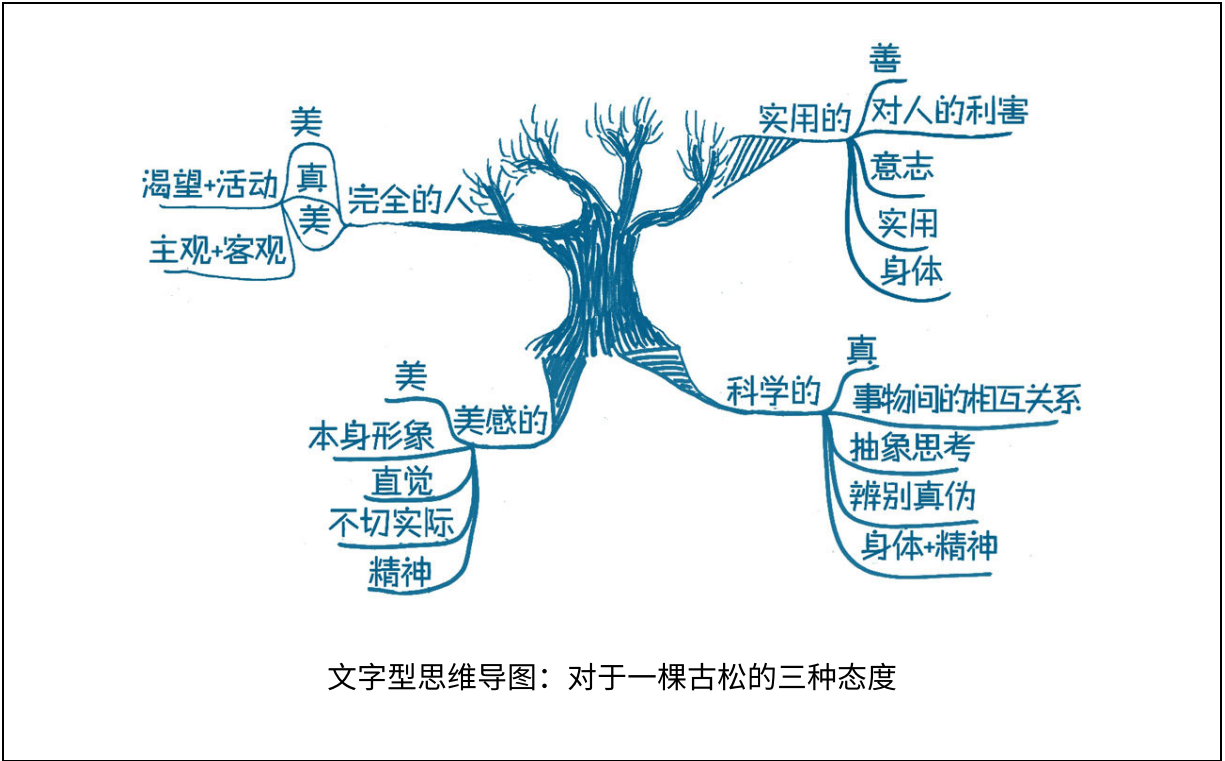 实用的
善
对人的利害
意志
实用
身体
科学的
真
事物间的相互关系
抽象思考
辨别真伪
身体+精神
美感的
美
本身形象
直觉
不切实际
精神
完全的人
美
真
美
渴望+活动
主观+客观
文字型思维导图：对于一棵古松的三种态度